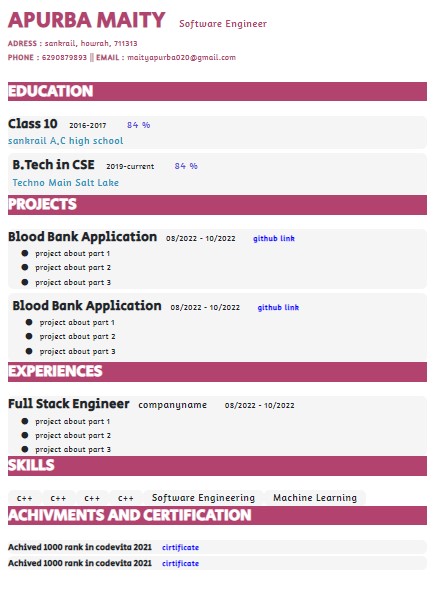 APURBA MAITY Software Engineer
ADRESS : sankrail, howrah, 711313
PHONE : 6290879893 || EMAIL : maityapurba020@gmail.com
EDUCATION
Class 10 2016-2017 84 %
sankrail A,C high school
B.Tech in CSE 2019-current 84 %
Techno Main Salt Lake
PROJECTS
Blood Bank Application 08/2022 - 10/2022 github link
● project about part 1
● project about part 2
● project about part 3
Blood Bank Application 08/2022 - 10/2022 github link
● project about part 1
● project about part 2
● project about part 3
EXPERIENCES
Full Stack Engineer companyname 08/2022 - 10/2022
● project about part 1
● project about part 2
● project about part 3
SKILLS
c++ c++ c++ c++ Software Engineering Machine Learning
ACHIVMENTS AND CERTIFICATION
Achived 1000 rank in codevita 2021 cirtificate
Achived 1000 rank in codevita 2021 cirtificate